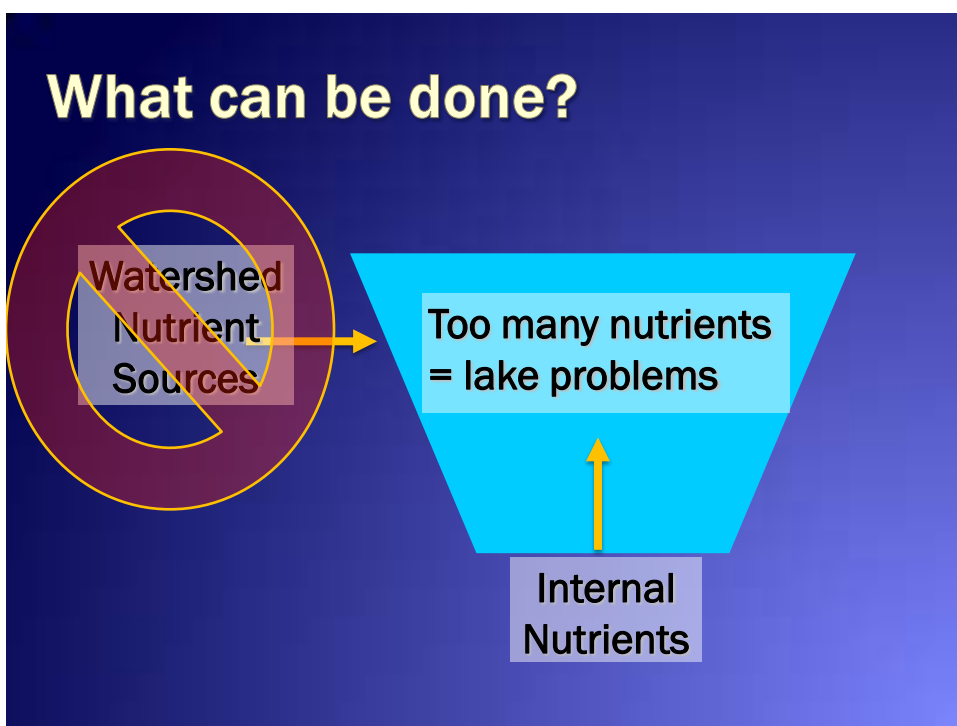 What can be done?
Watershed
Nutrient
Sources
Too many nutrients
= lake problems
Internal
Nutrients